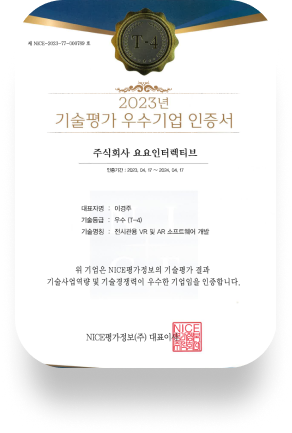 제 NICE-2023-77-099789 호
T-4
2023년
기술평가 우수기업 인증서
주식회사 요요인터렉티브
인증기간 : 2023. 04. 17 ~ 2024. 04. 17
대표자명 : 이경주
기술등급 : 우수 (T-4)
기술명칭 : 전시관용 VR 및 AR 소프트웨어 개발
위 기업은 NICE평가정보의 기술평가 결과
기술사업역량 및 기술경쟁력이 우수한 기업임을 인증합니다.
NICE평가정보(주) 대표이사
NICE